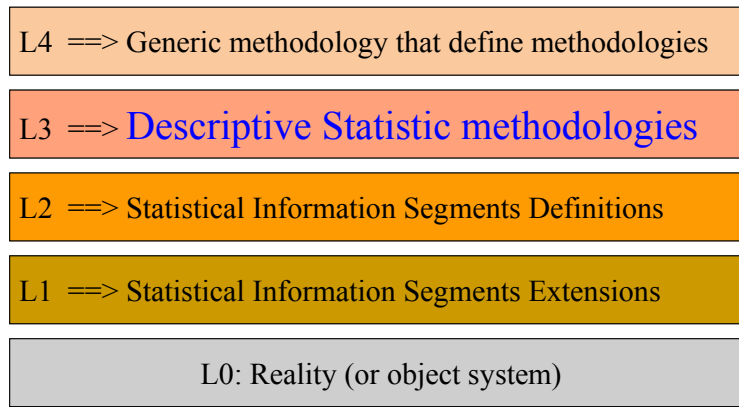 L4 ==> Generic methodology that define methodologies
L3 ==> Descriptive Statistic methodologies
L2 ==> Statistical Information Segments Definitions
L1 ==> Statistical Information Segments Extensions
L0: Reality (or object system)